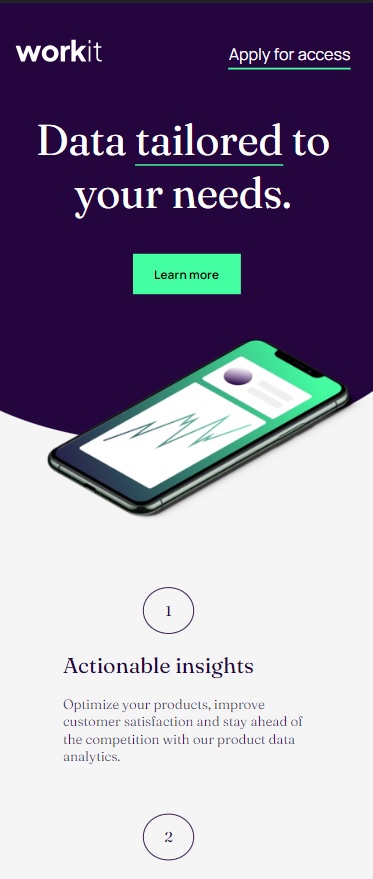 workit
Apply for access
Data tailored to
your needs.
Learn more
1
Actionable insights
Optimize your products, improve
customer satisfaction and stay ahead of
the competition with our product data
analytics.
2